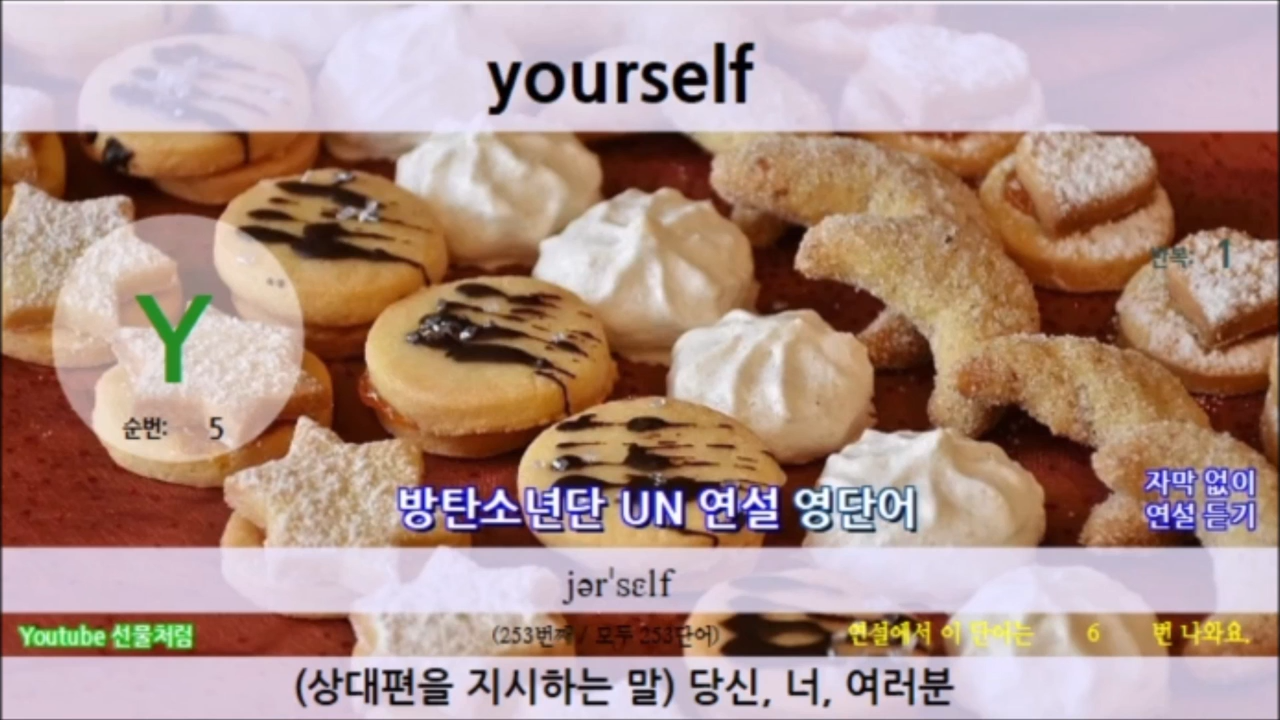 yourself
반복: 1
Y
순번: 5
자막 없이
연설 듣기
방탄소년단 UN 연설 영단어
jərˈsɛlf
Youtube 선물처럼
(253번째 / 모두 253단어)
연설에서 이 단어는 6 번 나와요.
(상대편을 지시하는 말) 당신, 너, 여러분